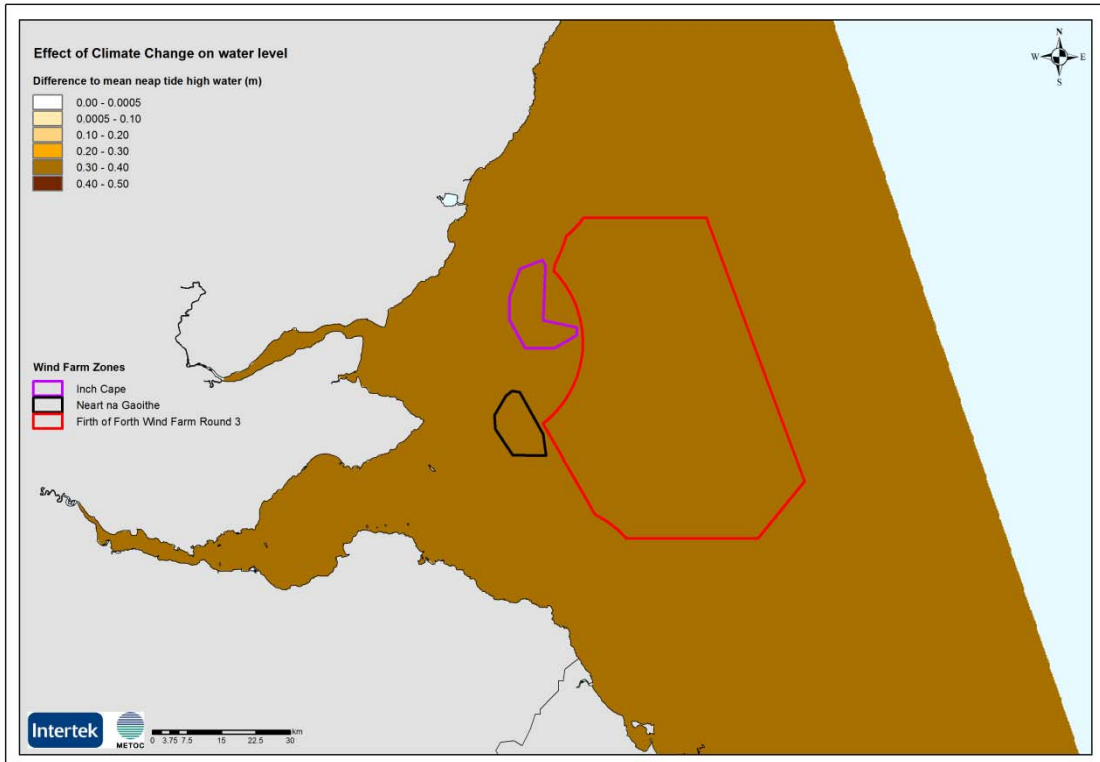 Effect of Climate Change on water level
Difference to mean neap tide high water (m)
0.00 - 0.0005
0.0005 - 0.10
0.10 - 0.20
0.20 - 0.30
0.30 - 0.40
0.40 - 0.50
N
W E
S
Wind Farm Zones
Inch Cape
Neart na Gaoithe
Firth of Forth Wind Farm Round 3
Intertek
METOC
km
0 3.75 7.5 15 22.5 30